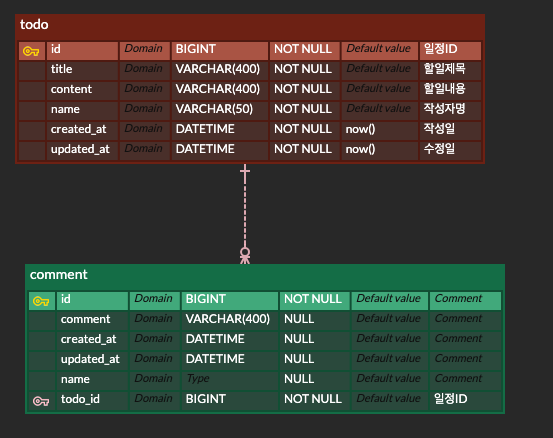 todo
id Domain BIGINT NOT NULL Default value 일정ID
title Domain VARCHAR(400) NOT NULL Default value 할일제목
content Domain VARCHAR(400) NOT NULL Default value 할일내용
name Domain VARCHAR(50) NOT NULL Default value 작성자명
created_at Domain DATETIME NOT NULL now() 작성일
updated_at Domain DATETIME NOT NULL now() 수정일
comment
id Domain BIGINT NOT NULL Default value Comment
comment Domain VARCHAR(400) NULL Default value Comment
created_at Domain DATETIME NULL Default value Comment
updated_at Domain DATETIME NULL Default value Comment
name Domain Type NULL Default value Comment
todo_id Domain BIGINT NOT NULL Default value 일정ID